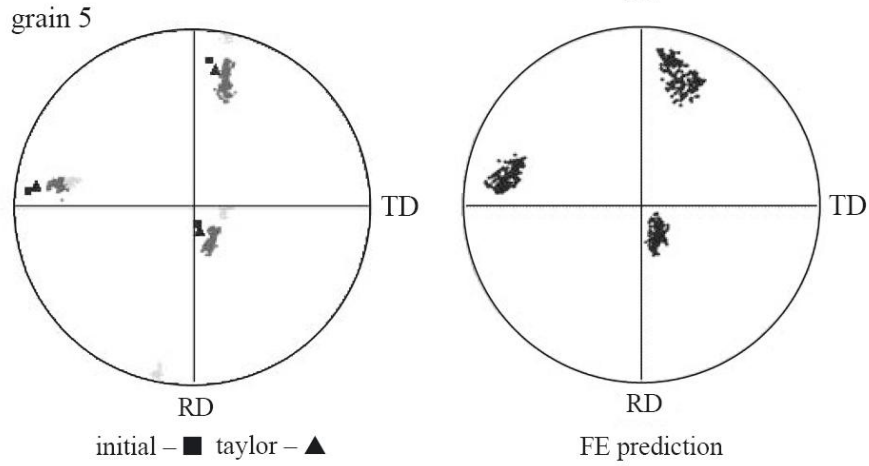 grain 5
TD
TD
RD
RD
initial – ■ taylor – ▲
FE prediction